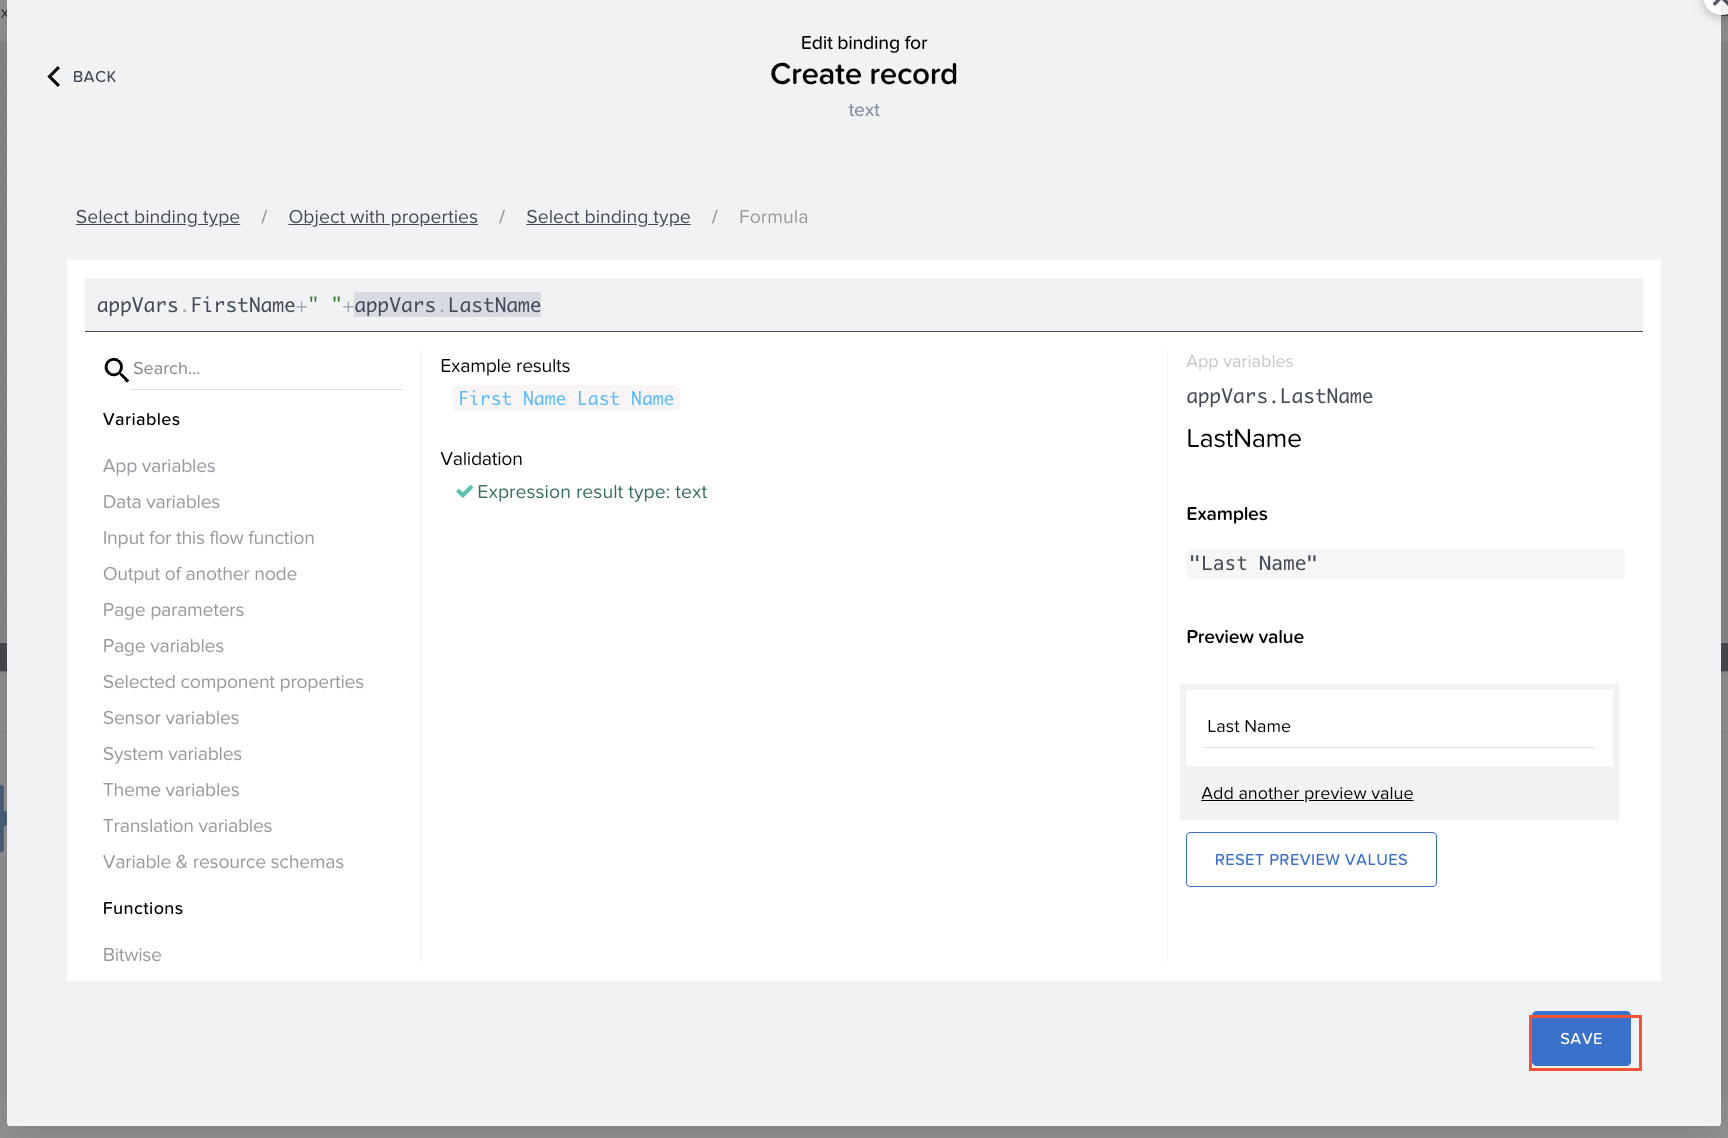 Edit binding for
BACK
Create record
text
Select binding type / Object with properties / Select binding type / Formula
appVars.FirstName+" "+appVars.LastName
Search...
Variables
App variables
Data variables
Input for this flow function
Output of another node
Page parameters
Page variables
Selected component properties
Sensor variables
System variables
Theme variables
Translation variables
Variable & resource schemas
Functions
Bitwise
Example results
First Name Last Name
Validation
Expression result type: text
App variables
appVars.LastName
LastName
Examples
"Last Name"
Preview value
Last Name
Add another preview value
RESET PREVIEW VALUES
SAVE